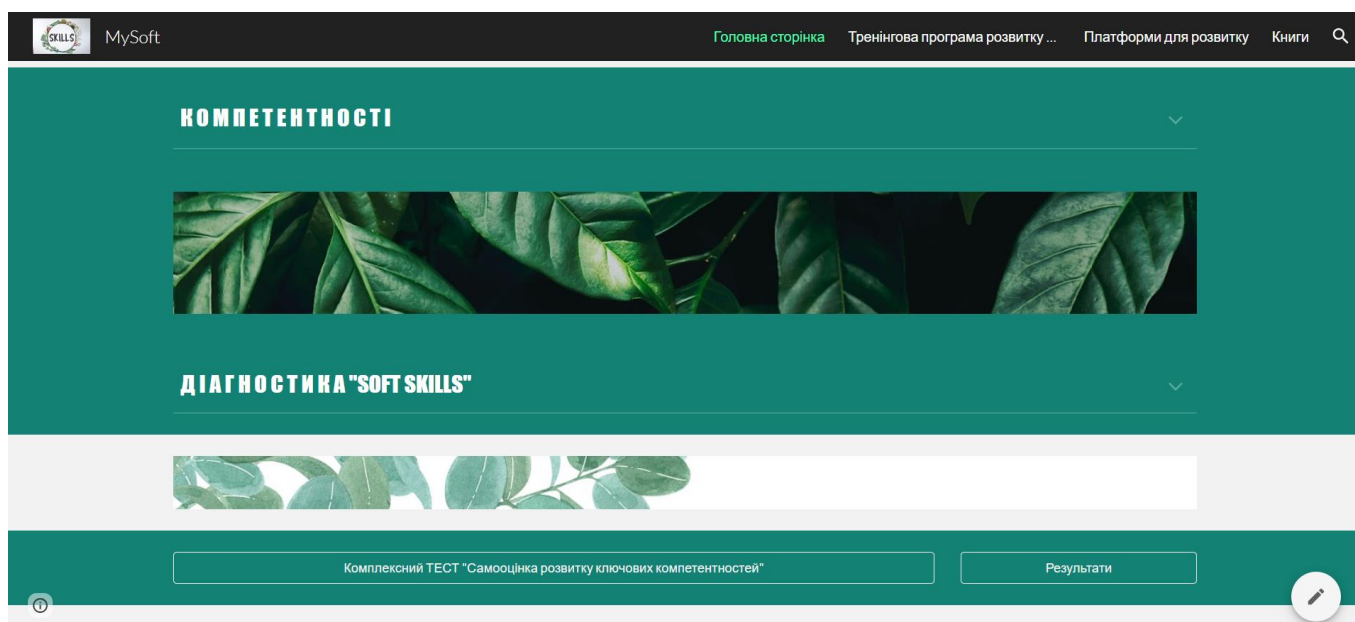 SKILLS
MySoft
Головна сторінка
Тренінгова програма розвитку ...
Платформи для розвитку
Книги
КОМПЕТЕНТНОСТІ
ДІАГНОСТИКА "SOFT SKILLS"
Комплексний ТЕСТ "Самооцінка розвитку ключових компетентностей"
Результати